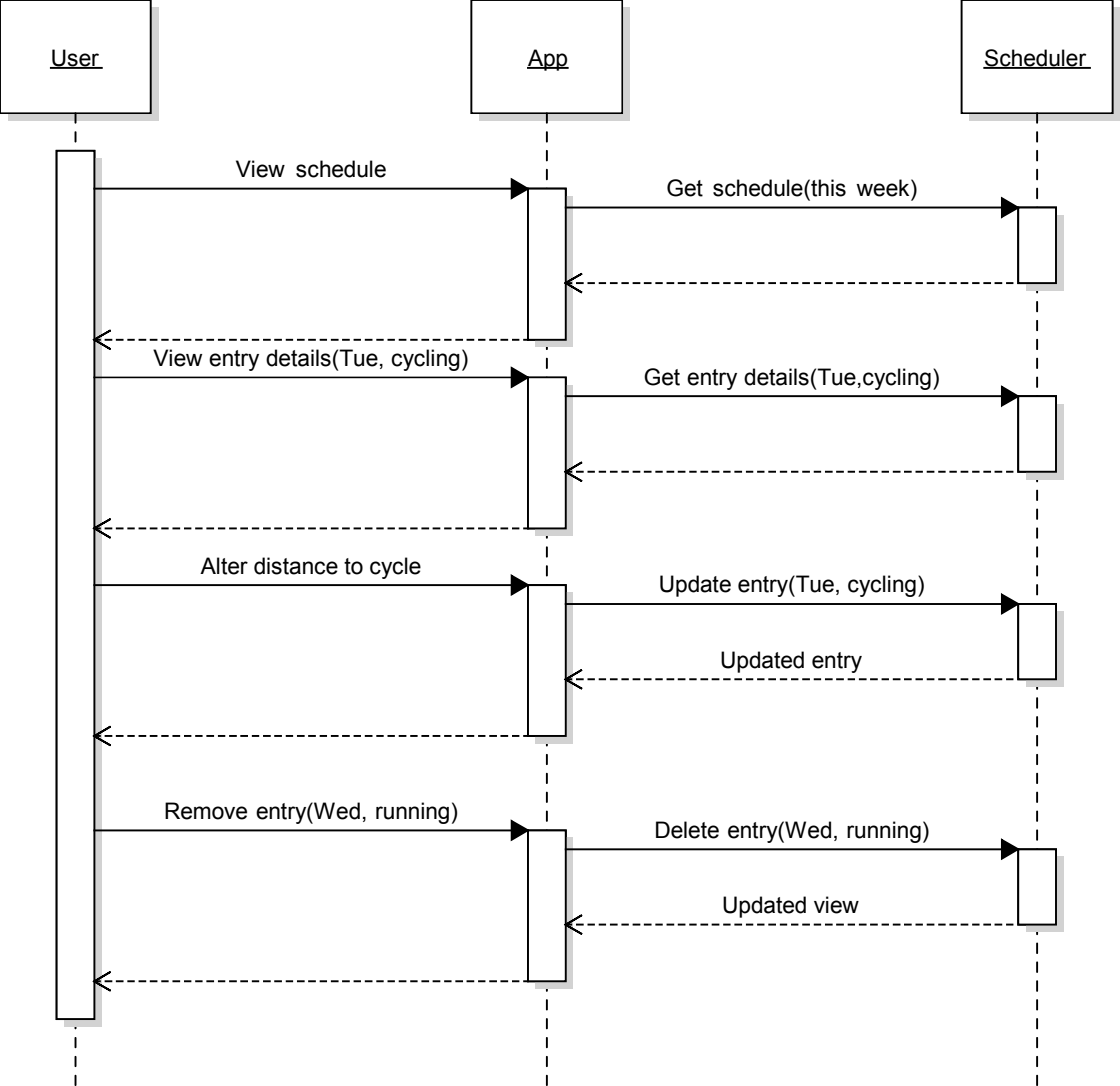 User
App
Scheduler
View schedule
Get schedule(this week)
View entry details(Tue, cycling)
Get entry details(Tue,cycling)
Alter distance to cycle
Update entry(Tue, cycling)
Updated entry
Remove entry(Wed, running)
Delete entry(Wed, running)
Updated view